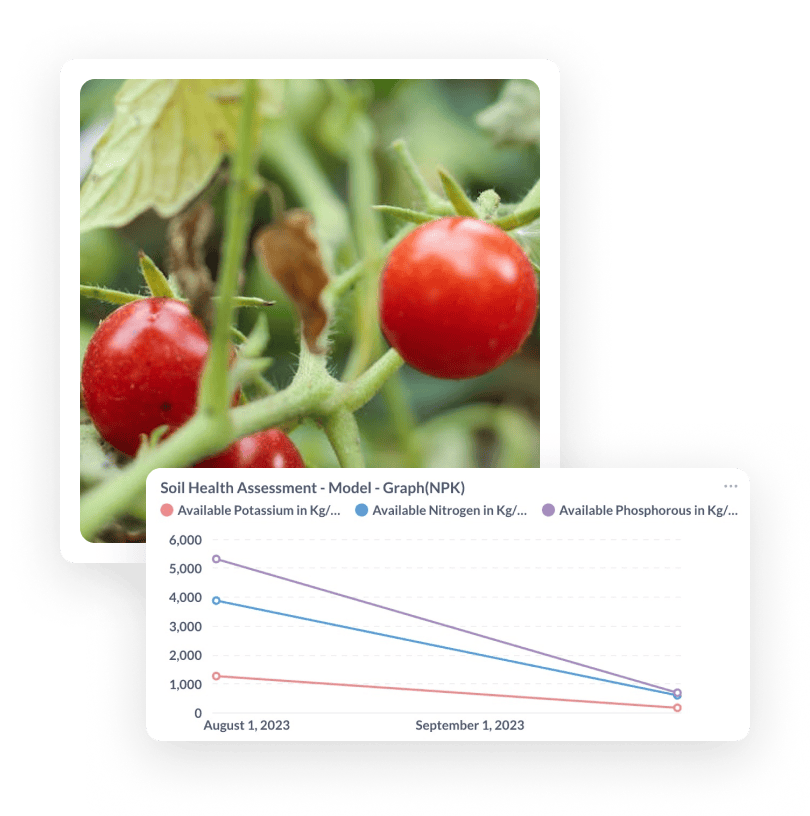 Soil Health Assessment - Model - Graph(NPK)
Available Potassium in Kg/... Available Nitrogen in Kg/... Available Phosphorous in Kg/...
6,000
5,000
4,000
3,000
2,000
1,000
0
August 1, 2023 September 1, 2023